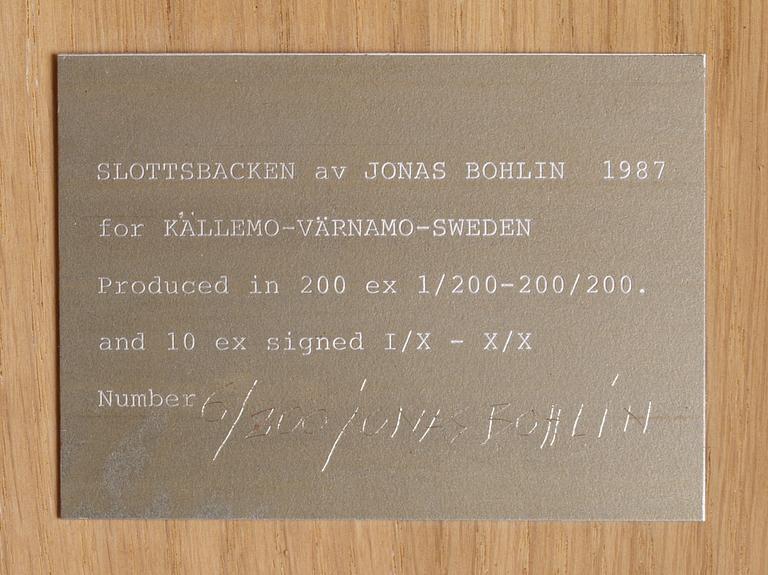 SLOTTSBACKEN av JONAS BOHLIN 1987
for KÄLLEMO-VÄRNAMO-SWEDEN
Produced in 200 ex 1/200-200/200.
and 10 ex signed I/X - X/X
Number 6/200 JONAS BOHLIN